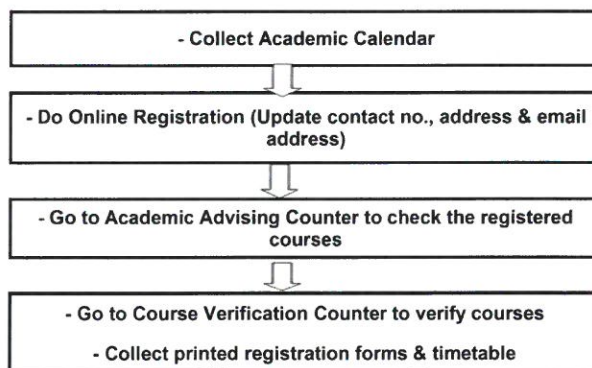 - Collect Academic Calendar
- Do Online Registration (Update contact no., address & email
address)
- Go to Academic Advising Counter to check the registered
courses
- Go to Course Verification Counter to verify courses
- Collect printed registration forms & timetable